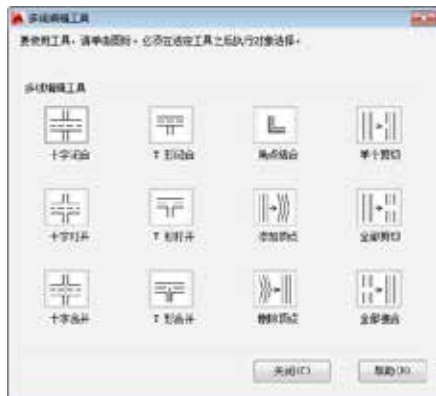 多线编辑工具
要使用工具，请单击图标。必须在选定工具之后执行对象选择。
多线编辑工具
十字闭合 T 形闭合 角点结合 单个剪切
十字打开 T 形打开 添加顶点 全部剪切
十字合并 T 形合并 删除顶点 全部接合
关闭(C) 帮助(H)